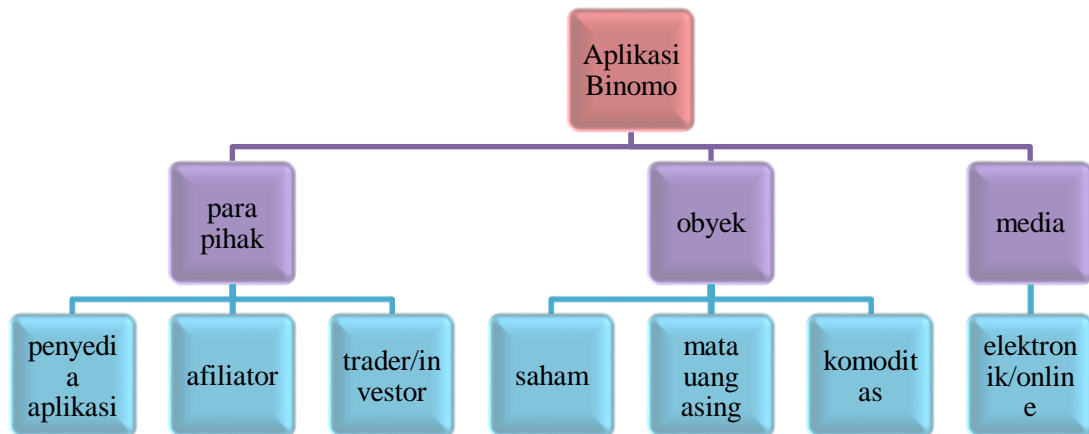 Aplikasi
Binomo
para
pihak
obyek
media
penyedi
a
aplikasi
afiliator
trader/in
vestor
saham
mata
uang
asing
komodit
as
elektron
ik/onlin
e